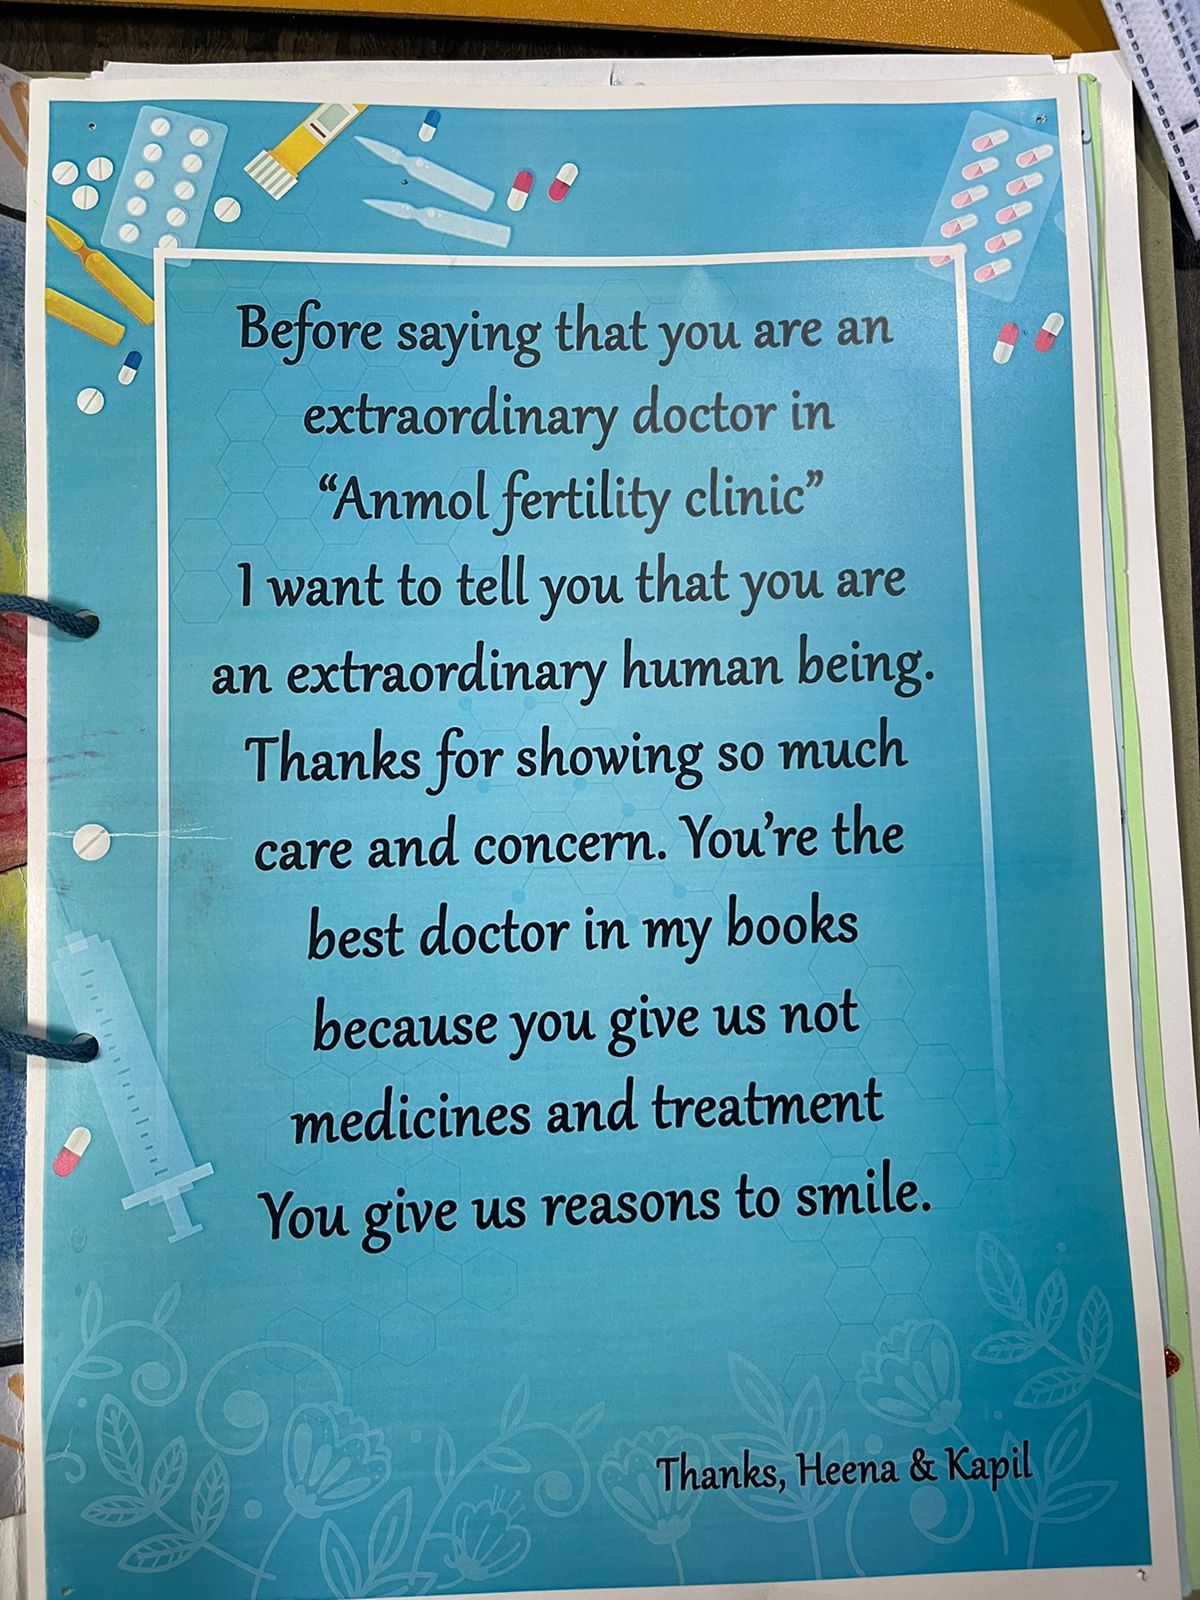 Before saying that you are an
extraordinary doctor in
“Anmol fertility clinic”
I want to tell you that you are
an extraordinary human being.
Thanks for showing so much
care and concern. You’re the
best doctor in my books
because you give us not
medicines and treatment
You give us reasons to smile.
Thanks, Heena & Kapil